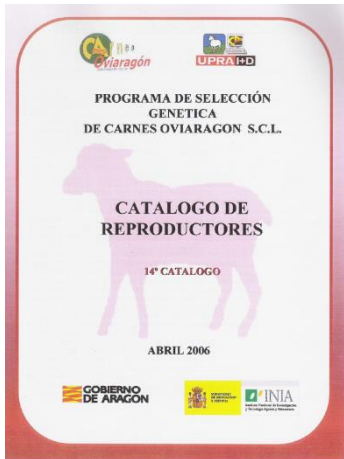 Oviaragón
UPRA I+D
PROGRAMA DE SELECCIÓN
GENETICA
DE CARNES OVIARAGON S.C.L.
CATALOGO DE
REPRODUCTORES
14º CATALOGO
ABRIL 2006
GOBIERNO
DE ARAGON
INIA